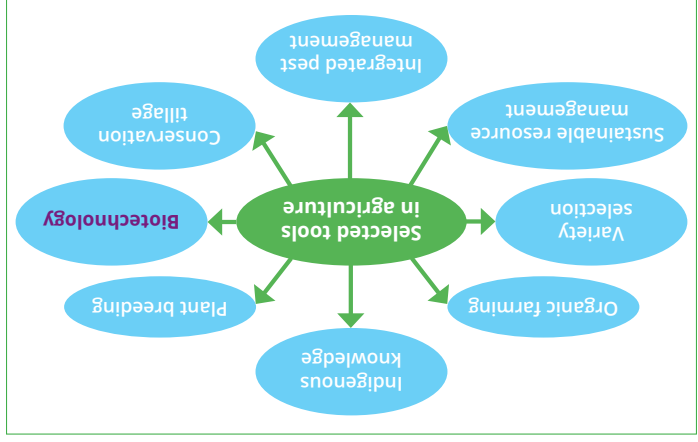 Indigenous
knowledge
Organic farming
Plant breeding
Variety
selection
Selected tools
in agriculture
Biotechnology
Sustainable resource
management
Conservation
tillage
Integrated pest
management